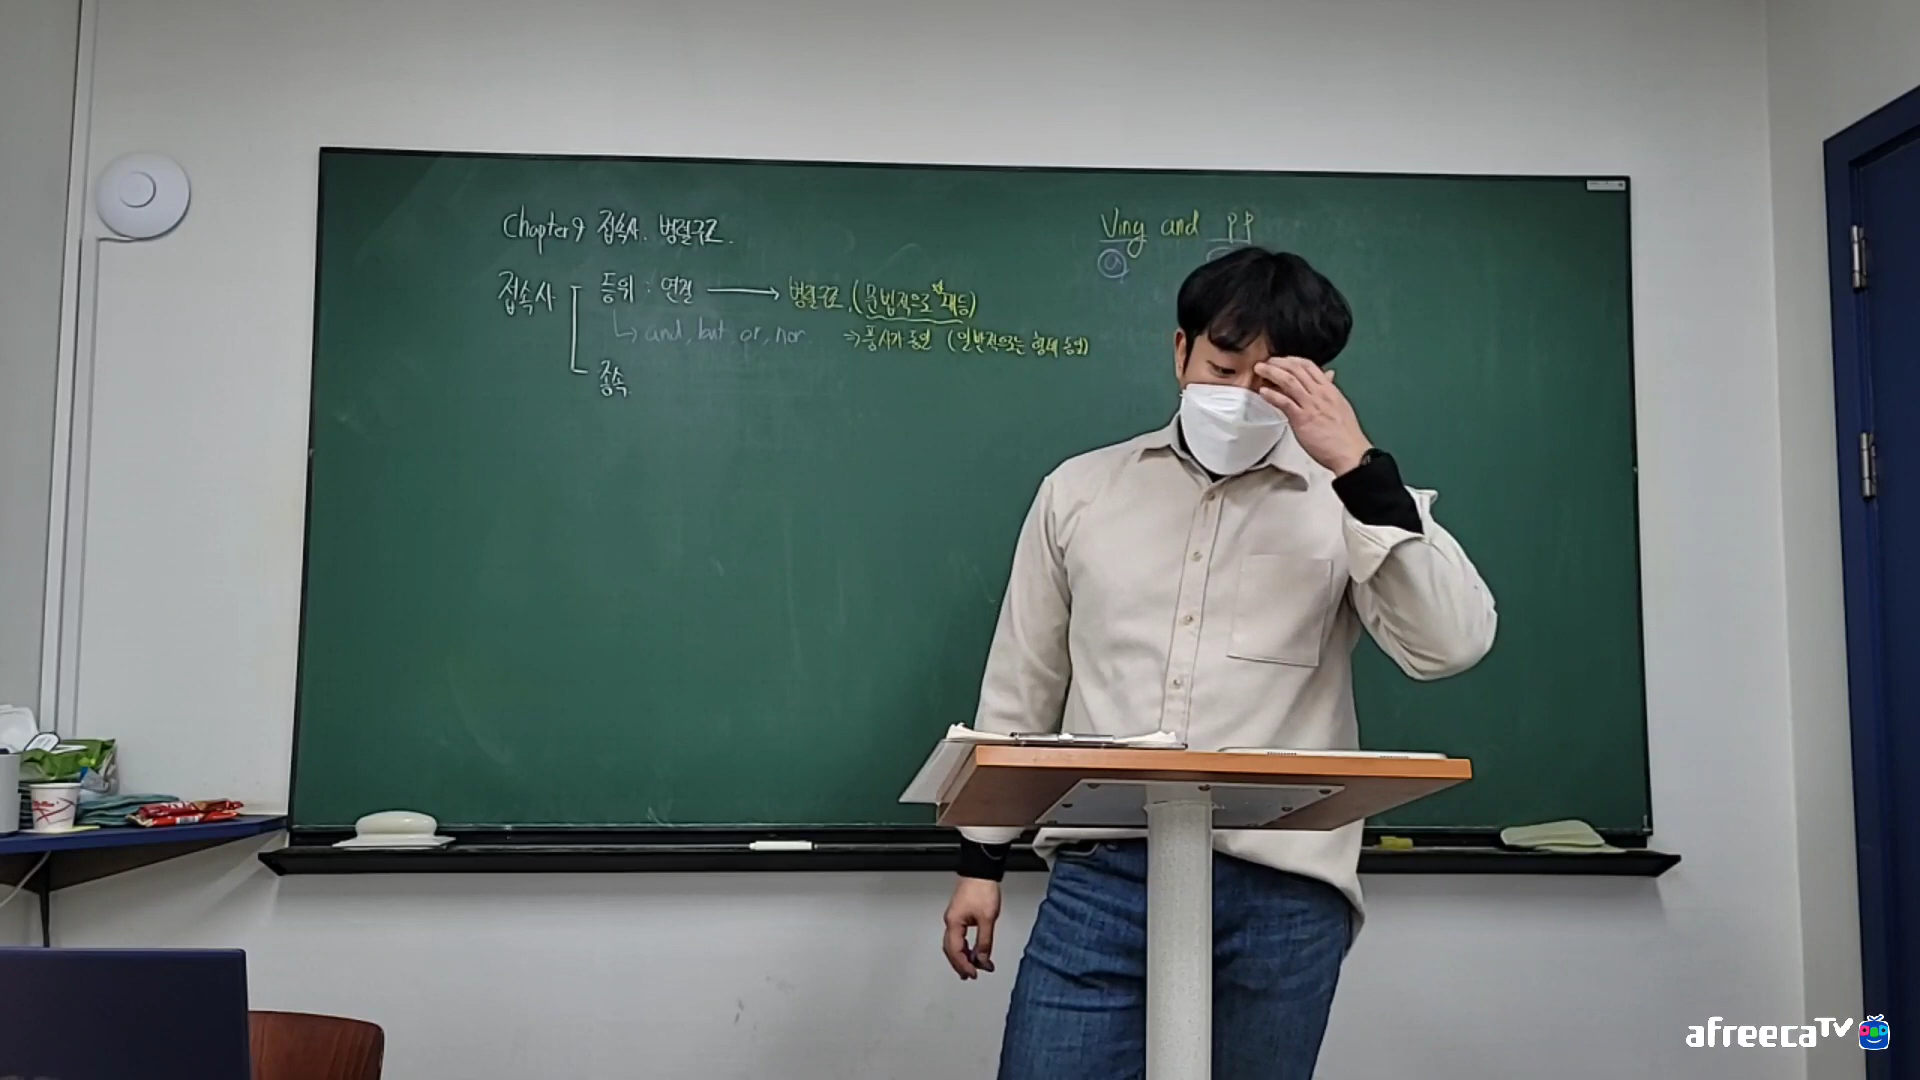 Chapter 9 접속사. 병렬구조.
Ving and PP
ⓐ
접속사 등위 : 연결 → 병렬구조. (문법적으로 대등)
↳ and, but, or, nor. ⇒ 품사가 동일 (일반적으로는 형태 동일)
종속.
afreecaTV